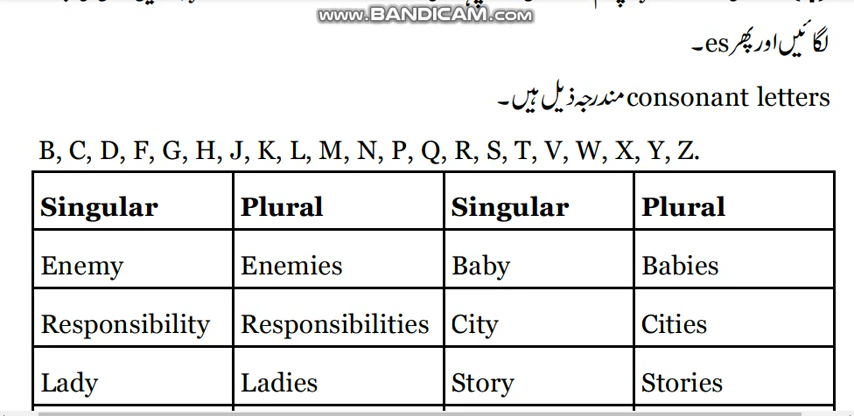 www.BANDICAM.com
لگائیں اور پھر es۔
consonant letters مندرجہ ذیل ہیں۔
B, C, D, F, G, H, J, K, L, M, N, P, Q, R, S, T, V, W, X, Y, Z.
Singular Plural Singular Plural
Enemy Enemies Baby Babies
Responsibility Responsibilities City Cities
Lady Ladies Story Stories